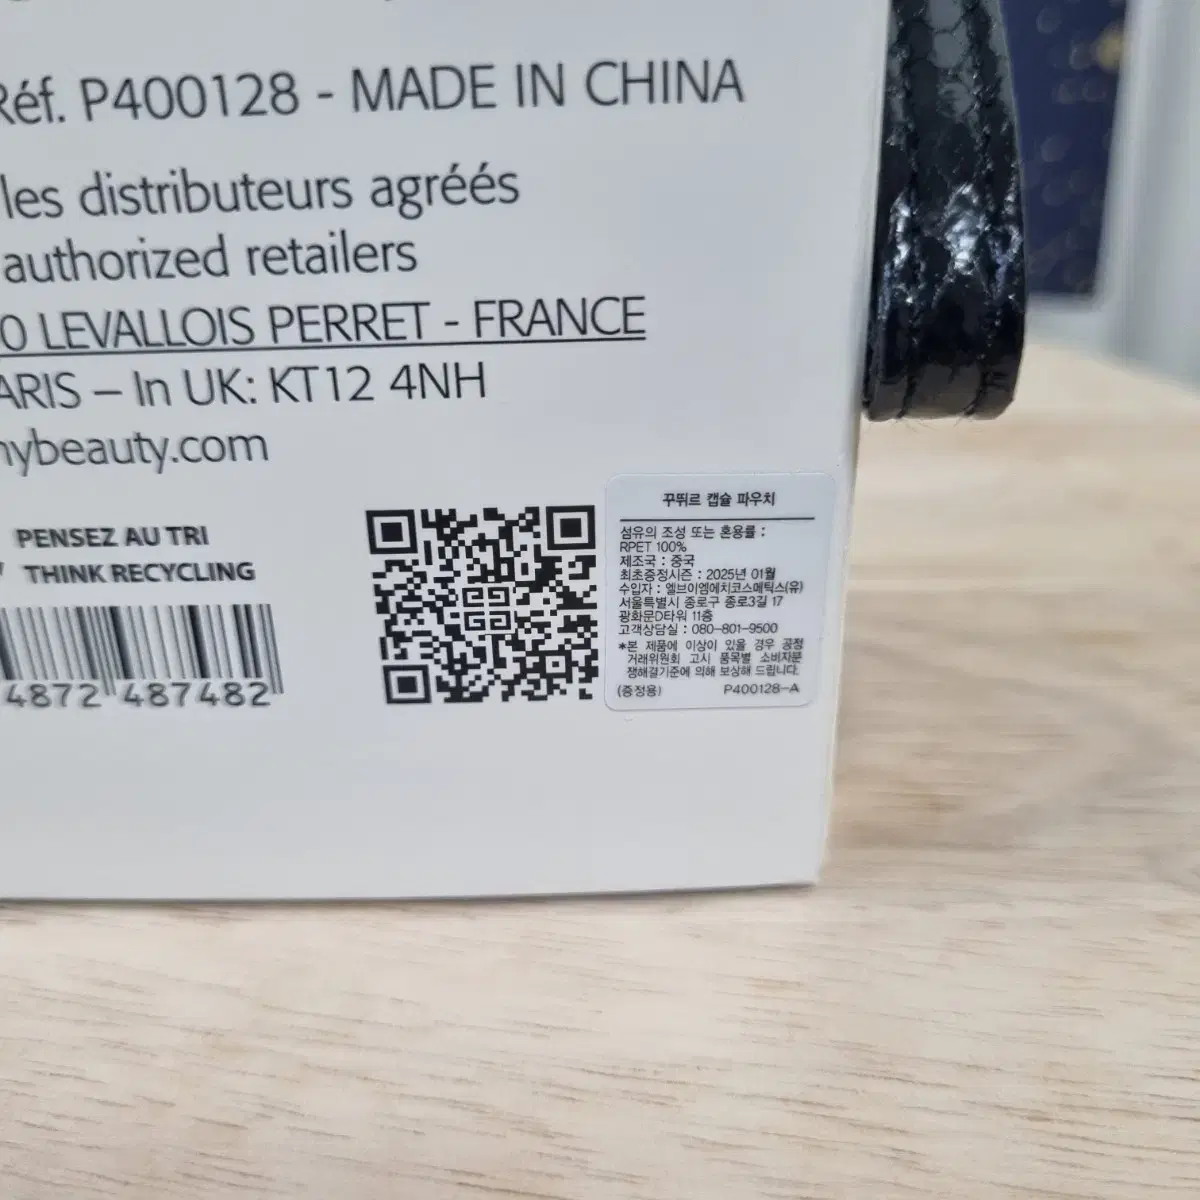 Réf. P400128 - MADE IN CHINA
les distributeurs agréés
authorized retailers
0 LEVALLOIS PERRET - FRANCE
ARIS – In UK: KT12 4NH
hybeauty.com
PENSEZ AU TRI
THINK RECYCLING
4872 487482
꾸뛰르 캡슐 파우치
섬유의 조성 또는 혼용률 :
RPET 100%
제조국 : 중국
최초증정시즌 : 2025년 01월
수입자 : 엘브이엠에치코스메틱스(유)
서울특별시 종로구 종로3길 17
광화문D타워 11층
고객상담실 : 080-801-9500
*본 제품에 이상이 있을 경우 공정
거래위원회 고시 품목별 소비자분
쟁해결기준에 의해 보상해 드립니다.
(증정용) P400128-A